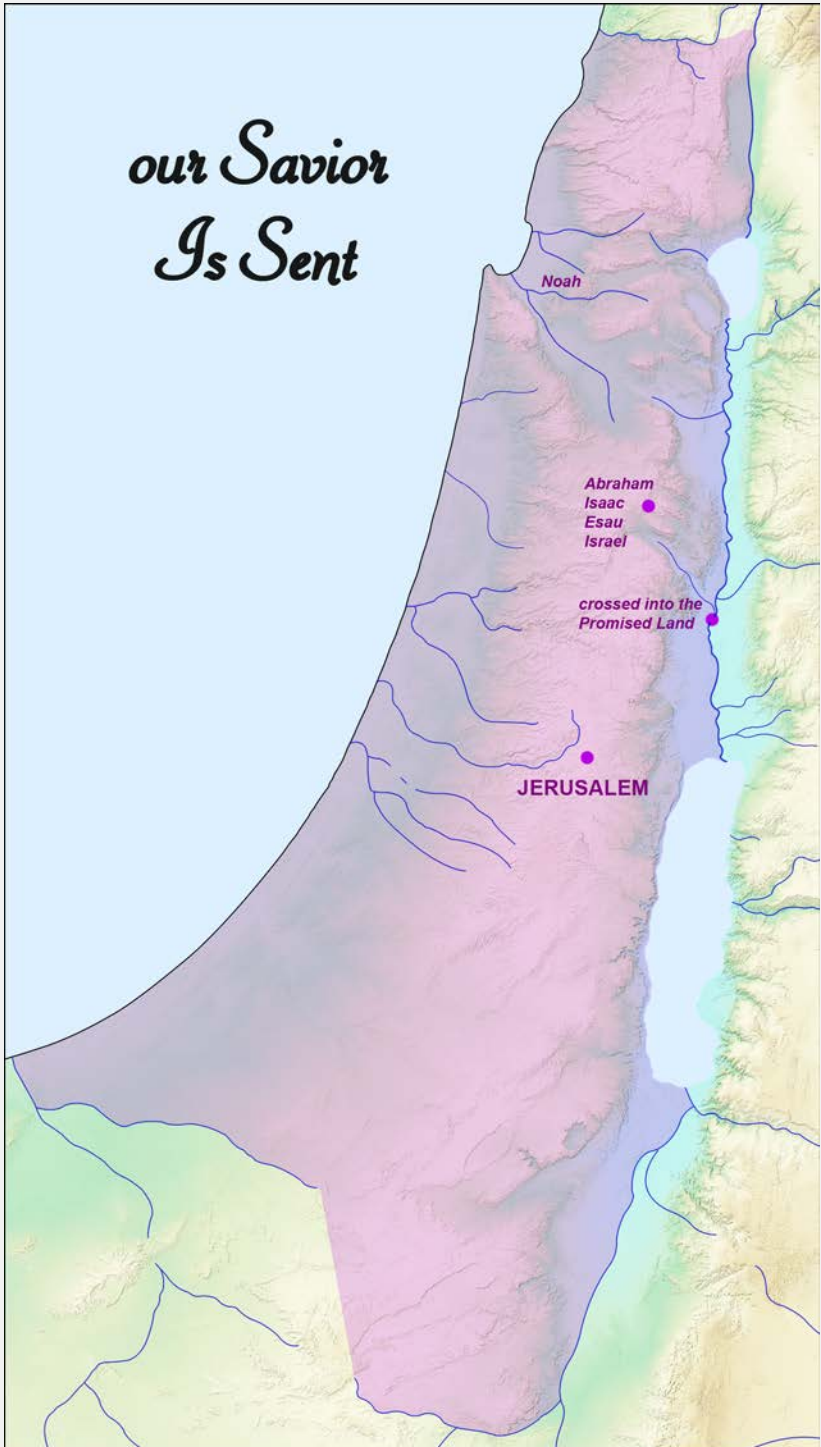 our Savior
Is Sent
Noah
Abraham
Isaac
Esau
Israel
crossed into the
Promised Land
JERUSALEM